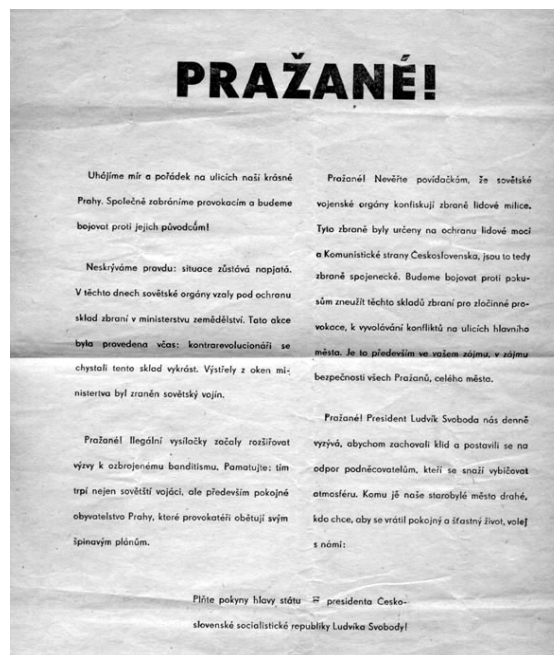 PRAŽANÉ!
Uhájíme mír a pořádek na ulicích naší krásné
Prahy. Společně zabráníme provokacím a budeme
bojovat proti jejich původcům!
Neskrýváme pravdu: situace zůstává napjatá.
V těchto dnech sovětské orgány vzaly pod ochranu
sklad zbraní v ministerstvu zemědělství. Tato akce
byla provedena včas: kontrarevolucionáři se
chystali tento sklad vykrást. Výstřely z oken mi-
nistertva byl zraněn sovětský vojín.
Pražané! Ilegální vysílačky začaly rozšiřovat
výzvy k ozbrojenému banditismu. Pamatujte: tím
trpí nejen sovětští vojáci, ale především pokojné
obyvatelstvo Prahy, které provokatéři obětují svým
špinavým plánům.
Pražané! Nevěřte povídačkám, že sovětské
vojenské orgány konfiskují zbraně lidové milice.
Tyto zbraně byly určeny na ochranu lidové moci
a Komunistické strany Československa, jsou to tedy
zbraně spojenecké. Budeme bojovat proti poku-
sům zneužít těchto skladů zbraní pro zločinné pro-
vokace, k vyvolávání konfliktů na ulicích hlavního
města. Je to především ve vašem zájmu, v zájmu
bezpečnosti všech Pražanů, celého města.
Pražané! President Ludvík Svoboda nás denně
vyzývá, abychom zachovali klid a postavili se na
odpor podněcovatelům, kteří se snaží vybičovat
atmosféru. Komu jě naše starobylé město drahé,
kdo chce, aby se vrátil pokojný a šťastný život, volej
s námi:
Plňte pokyny hlavy státu = presidenta Česko-
slovenské socialistické republiky Ludvíka Svobody!